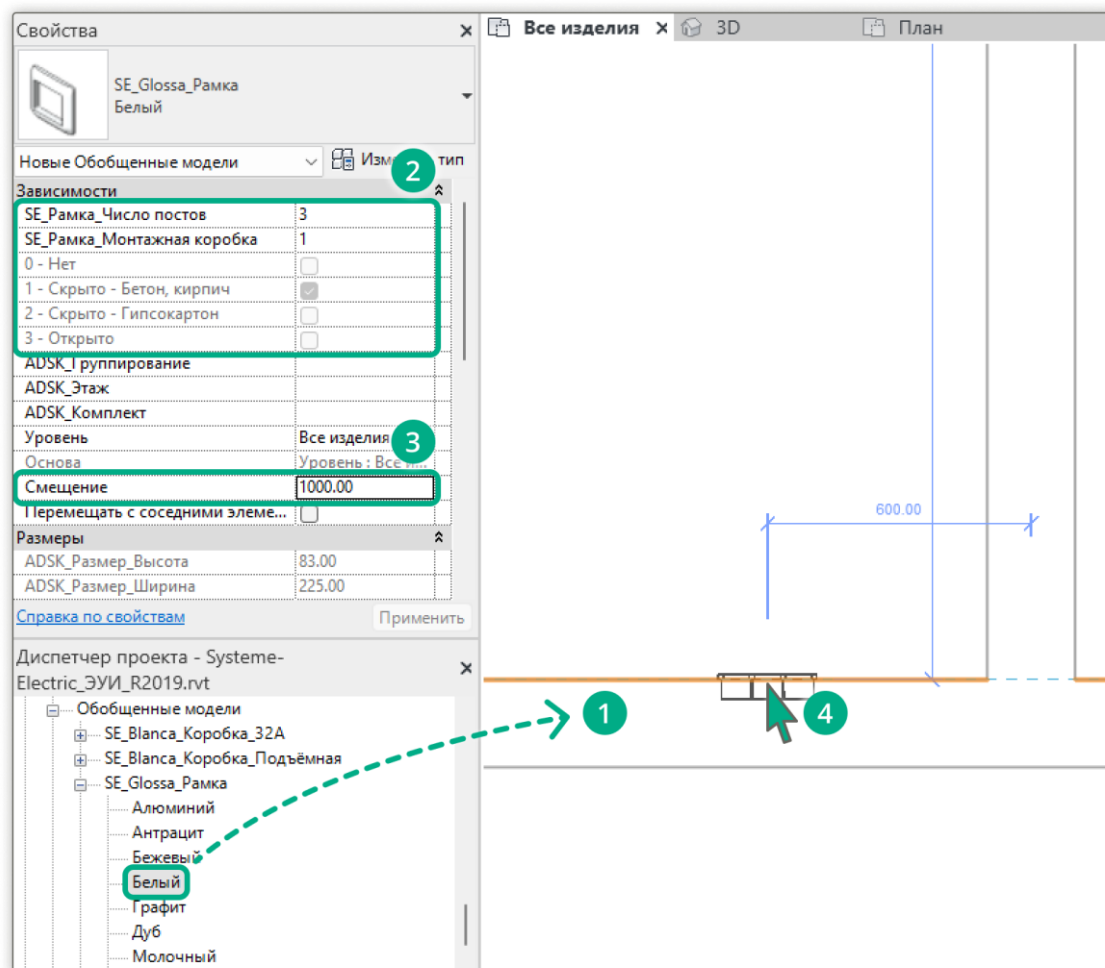 Свойства
Все изделия
3D
План
SE_Glossa_Рамка
Белый
Новые Обобщенные модели
тип
2
Зависимости
SE_Рамка_Число постов 3
SE_Рамка_Монтажная коробка 1
0 - Нет
1 - Скрыто - Бетон, кирпич
2 - Скрыто - Гипсокартон
3 - Открыто
ADSK_Группирование
ADSK_Этаж
ADSK_Комплект
Уровень Все изделия
3
Основа Уровень : Все и...
Смещение 1000.00
Перемещать с соседними элеме...
Размеры
ADSK_Размер_Высота 83.00
ADSK_Размер_Ширина 225.00
Справка по свойствам Применить
600.00
Диспетчер проекта - Systeme-
Electric_ЭУИ_R2019.rvt
Обобщенные модели
SE_Blanca_Коробка_32А
SE_Blanca_Коробка_Подъёмная
SE_Glossa_Рамка
Алюминий
Антрацит
Бежевый
Белый
Графит
Дуб
Молочный
1
4